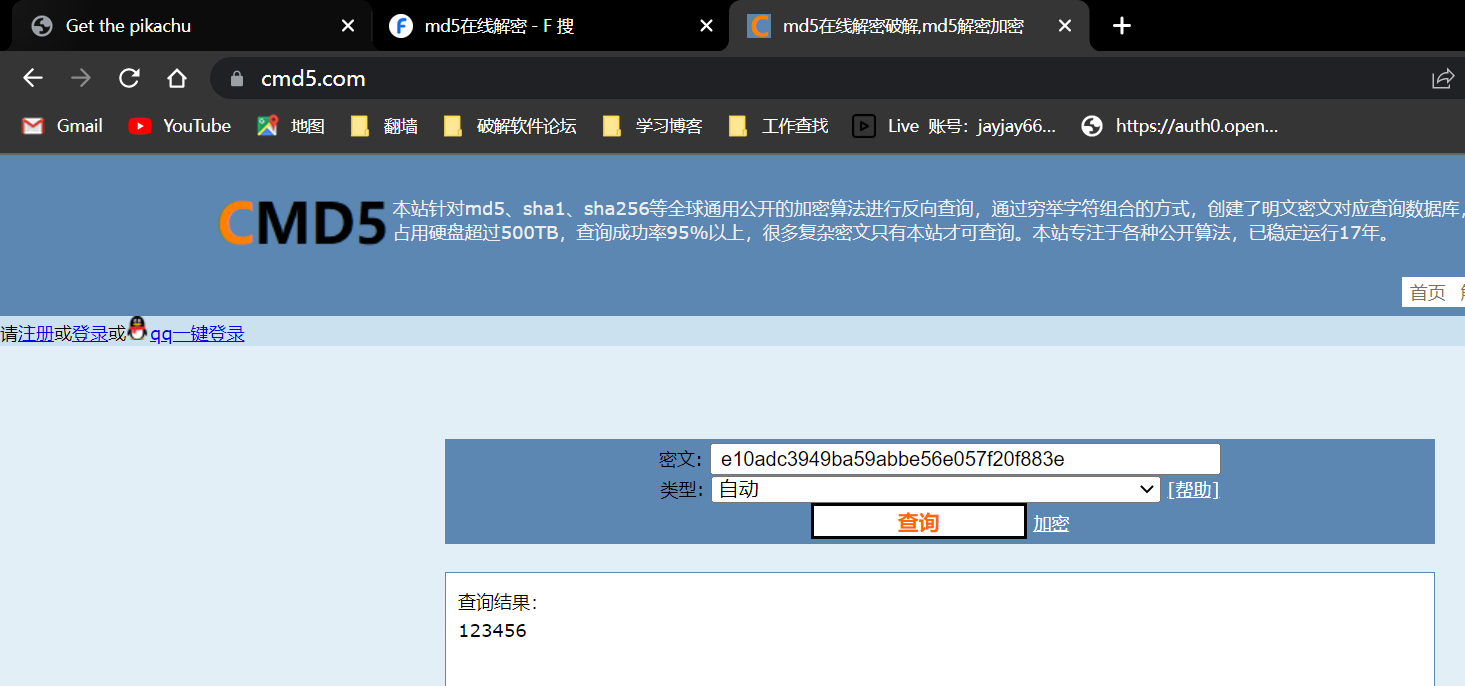 Get the pikachu
md5在线解密 - F 搜
md5在线解密破解,md5解密加密
cmd5.com
Gmail
YouTube
地图
翻墙
破解软件论坛
学习博客
工作查找
Live 账号：jayjay66...
https://auth0.open...
CMD5
本站针对md5、sha1、sha256等全球通用公开的加密算法进行反向查询，通过穷举字符组合的方式，创建了明文密文对应查询数据库，
占用硬盘超过500TB，查询成功率95%以上，很多复杂密文只有本站才可查询。本站专注于各种公开算法，已稳定运行17年。
首页
请注册或登录或qq一键登录
密文: e10adc3949ba59abbe56e057f20f883e
类型: 自动 [帮助]
查询 加密
查询结果:
123456